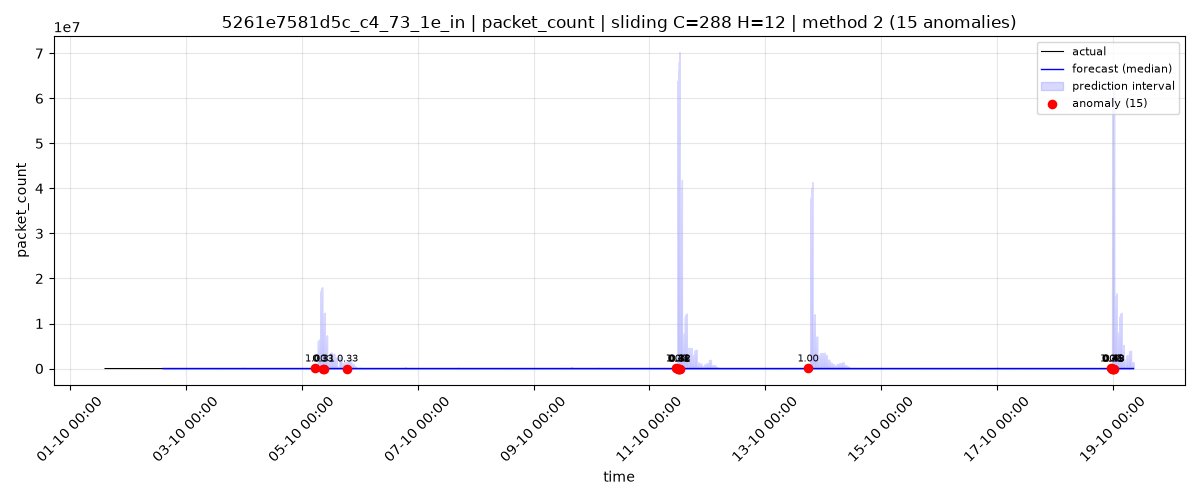 5261e7581d5c_c4_73_1e_in | packet_count | sliding C=288 H=12 | method 2 (15 anomalies)
1e7
actual
forecast (median)
prediction interval
anomaly (15)
7
6
5
4
3
2
1
0
packet_count
0.33
1.00
01-10 00:00
03-10 00:00
05-10 00:00
07-10 00:00
09-10 00:00
11-10 00:00
13-10 00:00
15-10 00:00
17-10 00:00
19-10 00:00
time